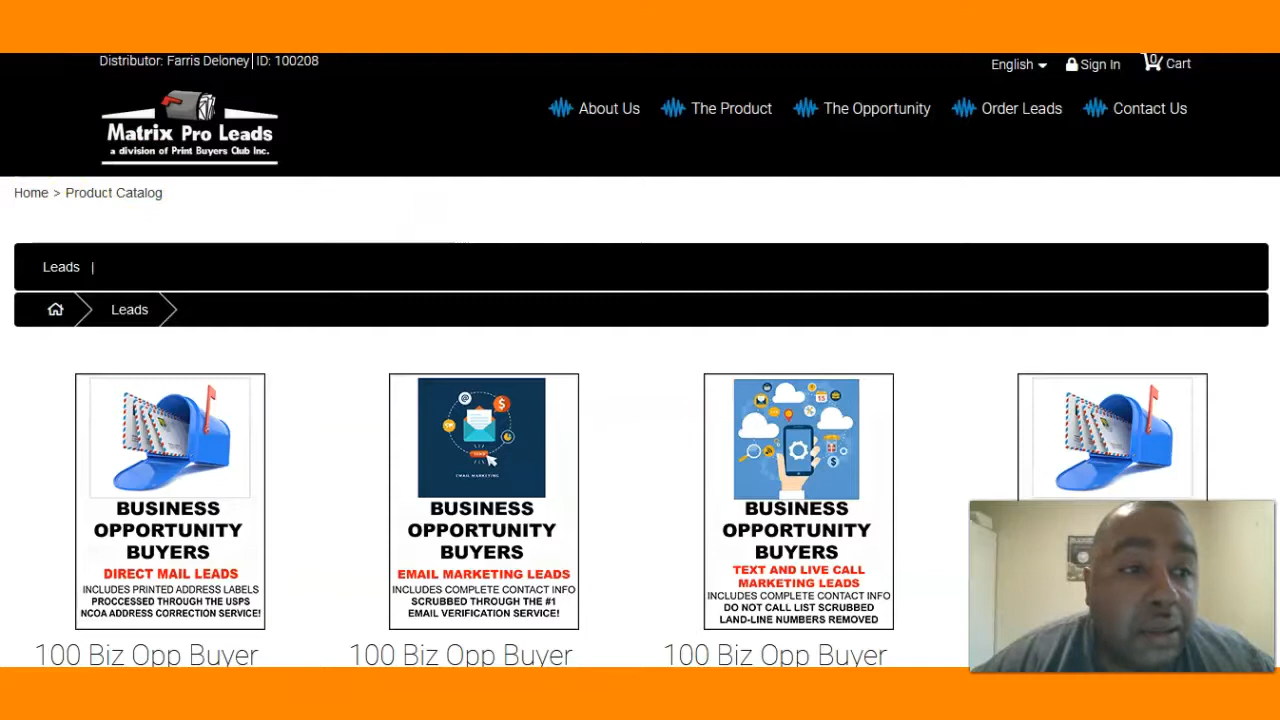 Distributor: Farris Deloney | ID: 100208
English
Sign In
0
Cart
Matrix Pro Leads
a division of Print Buyers Club Inc.
About Us
The Product
The Opportunity
Order Leads
Contact Us
Home > Product Catalog
Leads |
Leads
BUSINESS
OPPORTUNITY
BUYERS
DIRECT MAIL LEADS
INCLUDES PRINTED ADDRESS LABELS
PROCCESSED THROUGH THE USPS
NCOA ADDRESS CORRECTION SERVICE!
100 Biz Opp Buyer
EMAIL MARKETING
BUSINESS
OPPORTUNITY
BUYERS
EMAIL MARKETING LEADS
INCLUDES COMPLETE CONTACT INFO
SCRUBBED THROUGH THE #1
EMAIL VERIFICATION SERVICE!
100 Biz Opp Buyer
BUSINESS
OPPORTUNITY
BUYERS
TEXT AND LIVE CALL
MARKETING LEADS
INCLUDES COMPLETE CONTACT INFO
DO NOT CALL LIST SCRUBBED
LAND-LINE NUMBERS REMOVED
100 Biz Opp Buyer